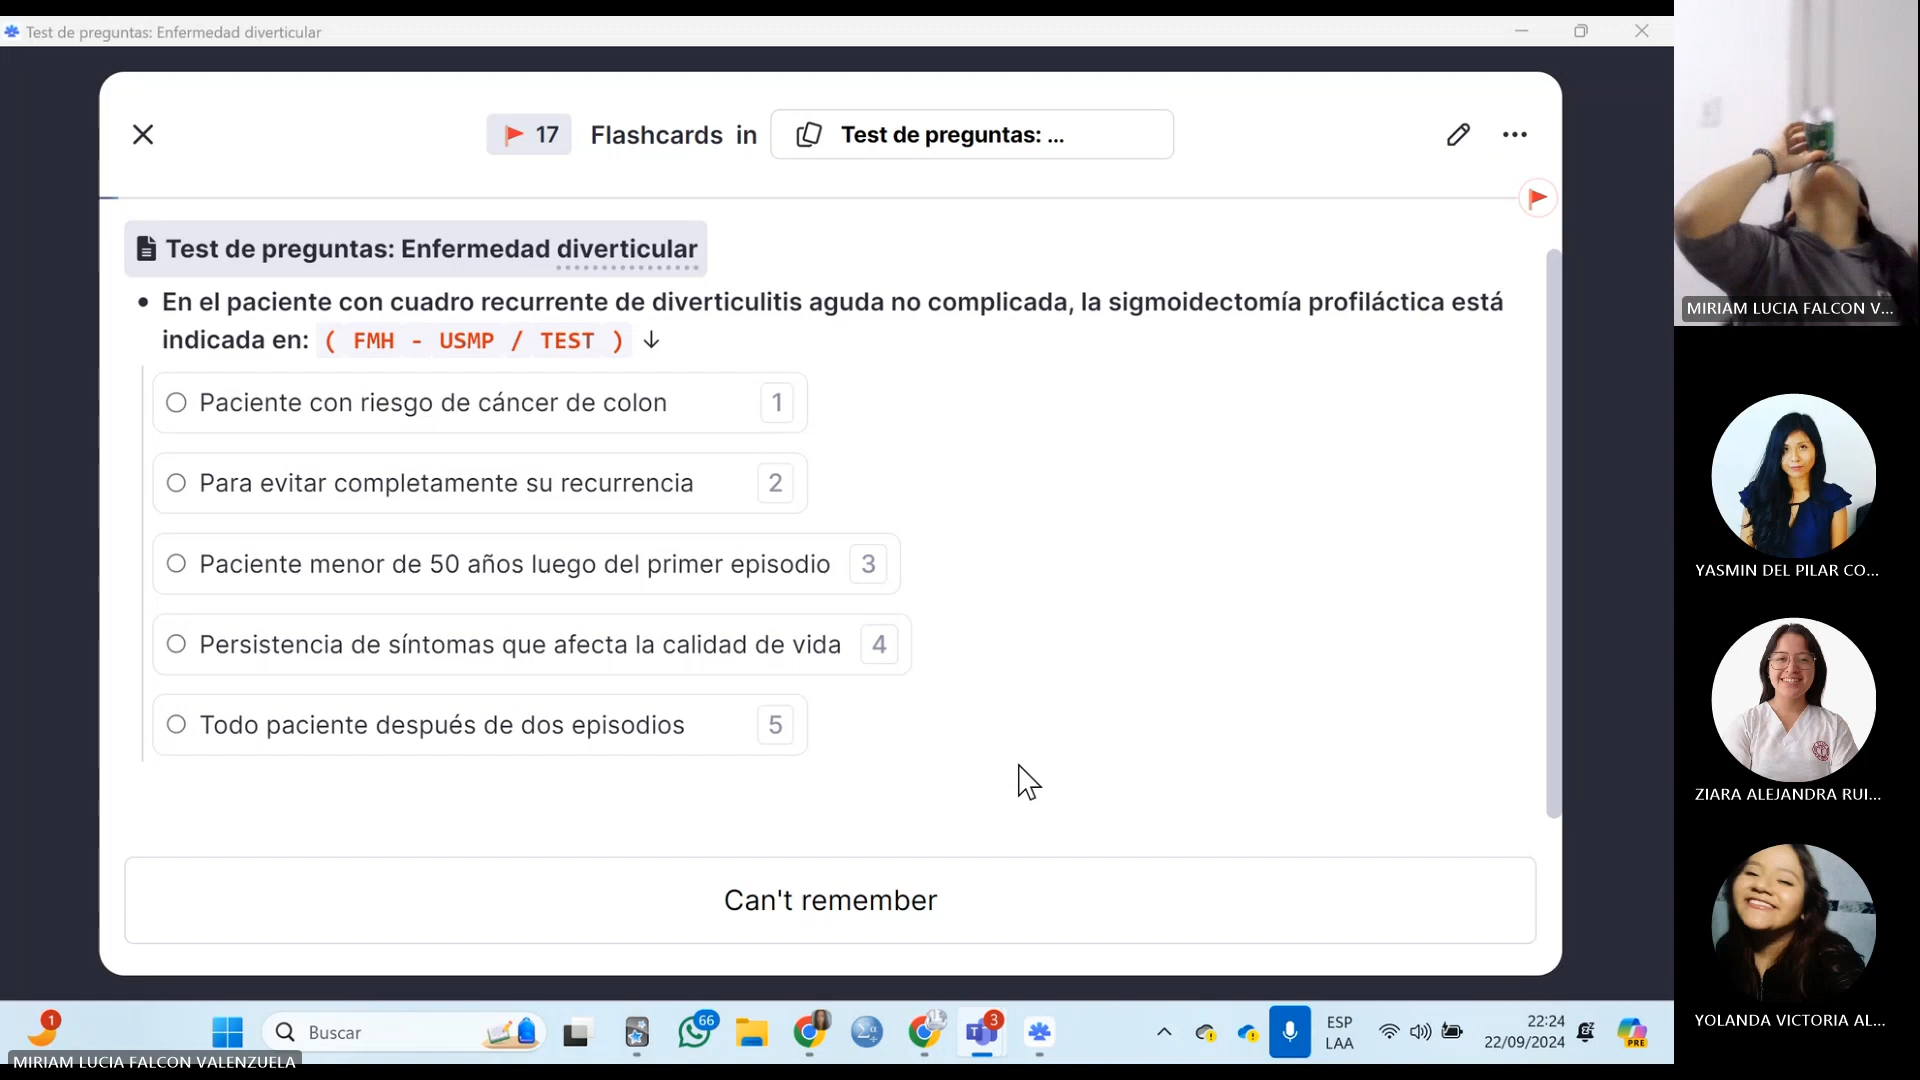 Test de preguntas: Enfermedad diverticular
17 Flashcards in Test de preguntas: ...
Test de preguntas: Enfermedad diverticular
En el paciente con cuadro recurrente de diverticulitis aguda no complicada, la sigmoidectomía profiláctica está
indicada en: ( FMH - USMP / TEST ) ↓
Paciente con riesgo de cáncer de colon 1
Para evitar completamente su recurrencia 2
Paciente menor de 50 años luego del primer episodio 3
Persistencia de síntomas que afecta la calidad de vida 4
Todo paciente después de dos episodios 5
Can't remember
MIRIAM LUCIA FALCON V...
YASMIN DEL PILAR CO...
ZIARA ALEJANDRA RUI...
YOLANDA VICTORIA AL...
1
Buscar
66
3
ESP
LAA
22:24
22/09/2024
PRE
MIRIAM LUCIA FALCON VALENZUELA